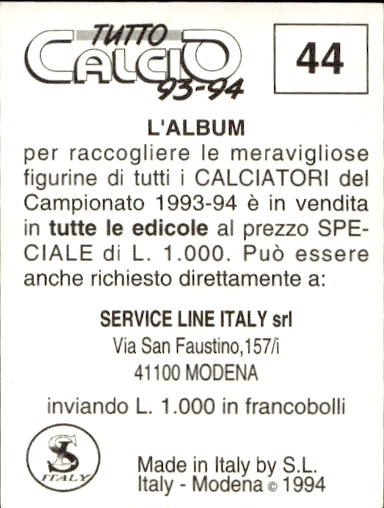 TUTTO
CALCIO
93-94
44
L'ALBUM
per raccogliere le meravigliose
figurine di tutti i CALCIATORI del
Campionato 1993-94 è in vendita
in tutte le edicole al prezzo SPE-
CIALE di L. 1.000. Può essere
anche richiesto direttamente a:
SERVICE LINE ITALY srl
Via San Faustino,157/i
41100 MODENA
inviando L. 1.000 in francobolli
SL
ITALY
Made in Italy by S.L.
Italy - Modena © 1994